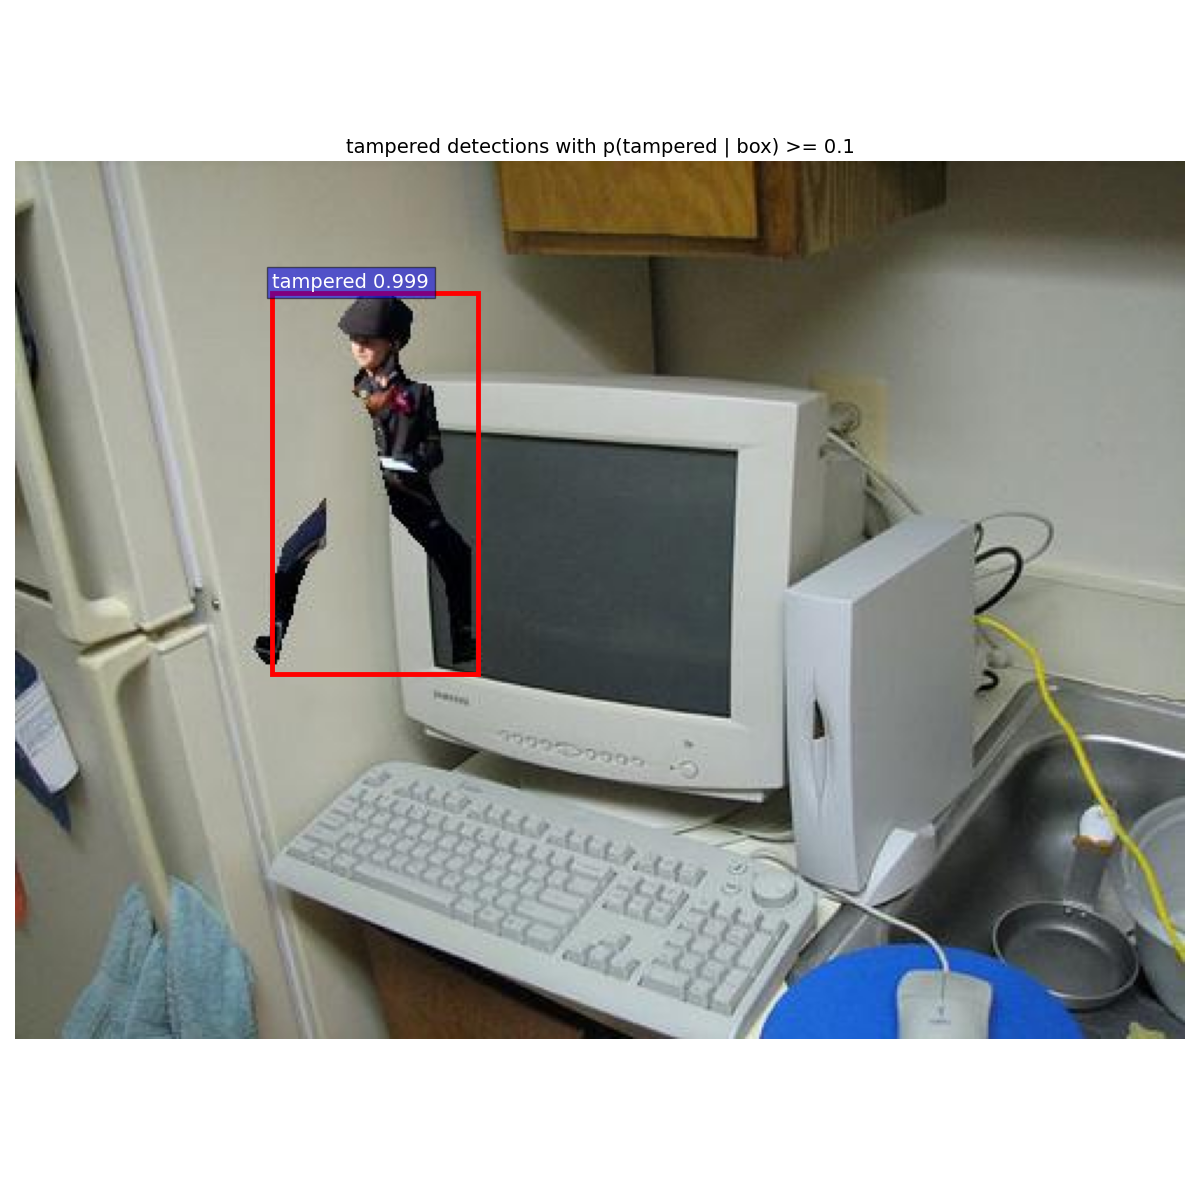 tampered detections with p(tampered | box) >= 0.1
tampered 0.999
SAMSUNG